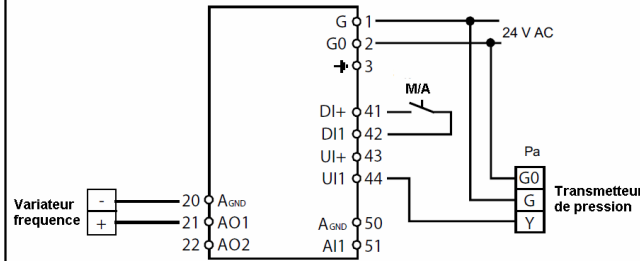 G 1
24 V AC
G0 2
3
M/A
DI+ 41
DI1 42
UI+ 43
UI1 44
Pa
G0
G
Y
Transmetteur
de pression
Variateur
frequence
-
+
20 AGND
21 AO1
22 AO2
AGND 50
AI1 51